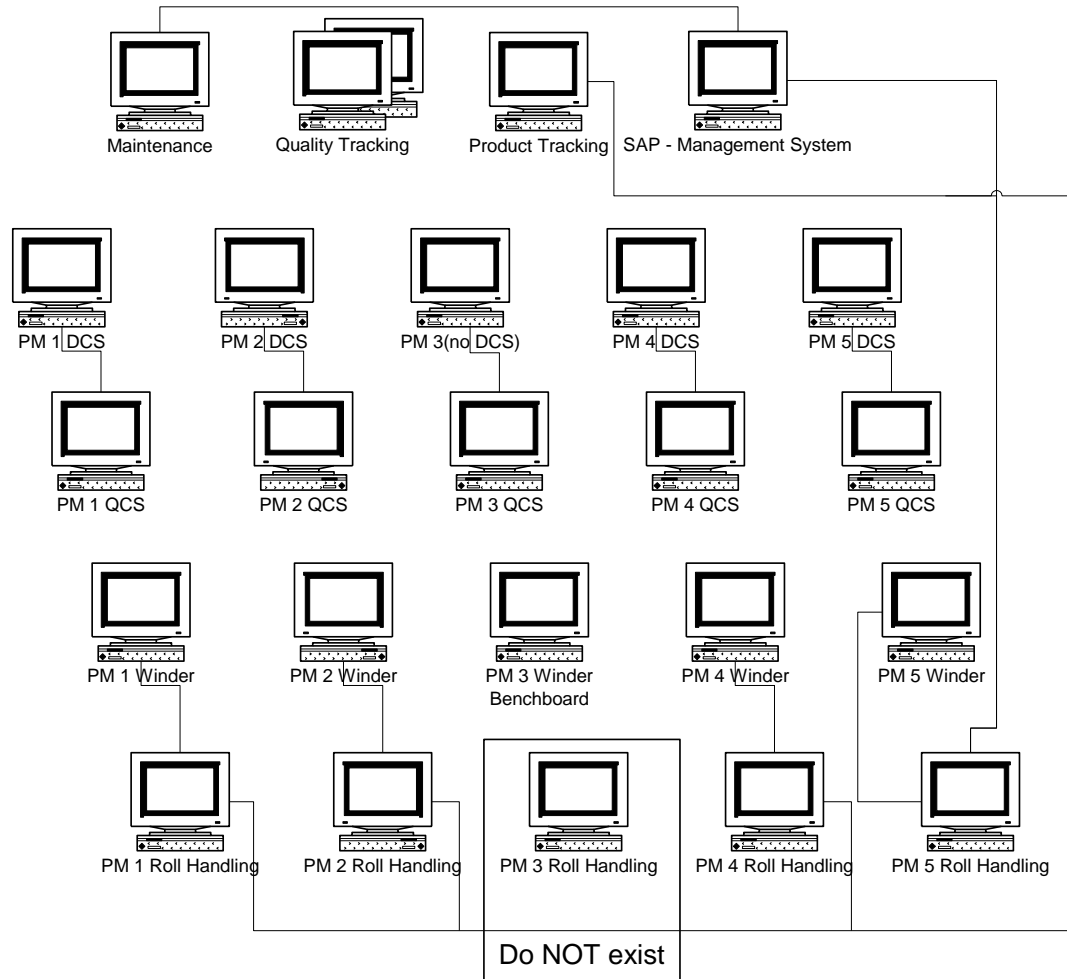 Maintenance
Quality Tracking
Product Tracking
SAP - Management System
PM 1 DCS
PM 2 DCS
PM 3(no DCS)
PM 4 DCS
PM 5 DCS
PM 1 QCS
PM 2 QCS
PM 3 QCS
PM 4 QCS
PM 5 QCS
PM 1 Winder
PM 2 Winder
PM 3 Winder
Benchboard
PM 4 Winder
PM 5 Winder
PM 1 Roll Handling
PM 2 Roll Handling
PM 3 Roll Handling
PM 4 Roll Handling
PM 5 Roll Handling
Do NOT exist